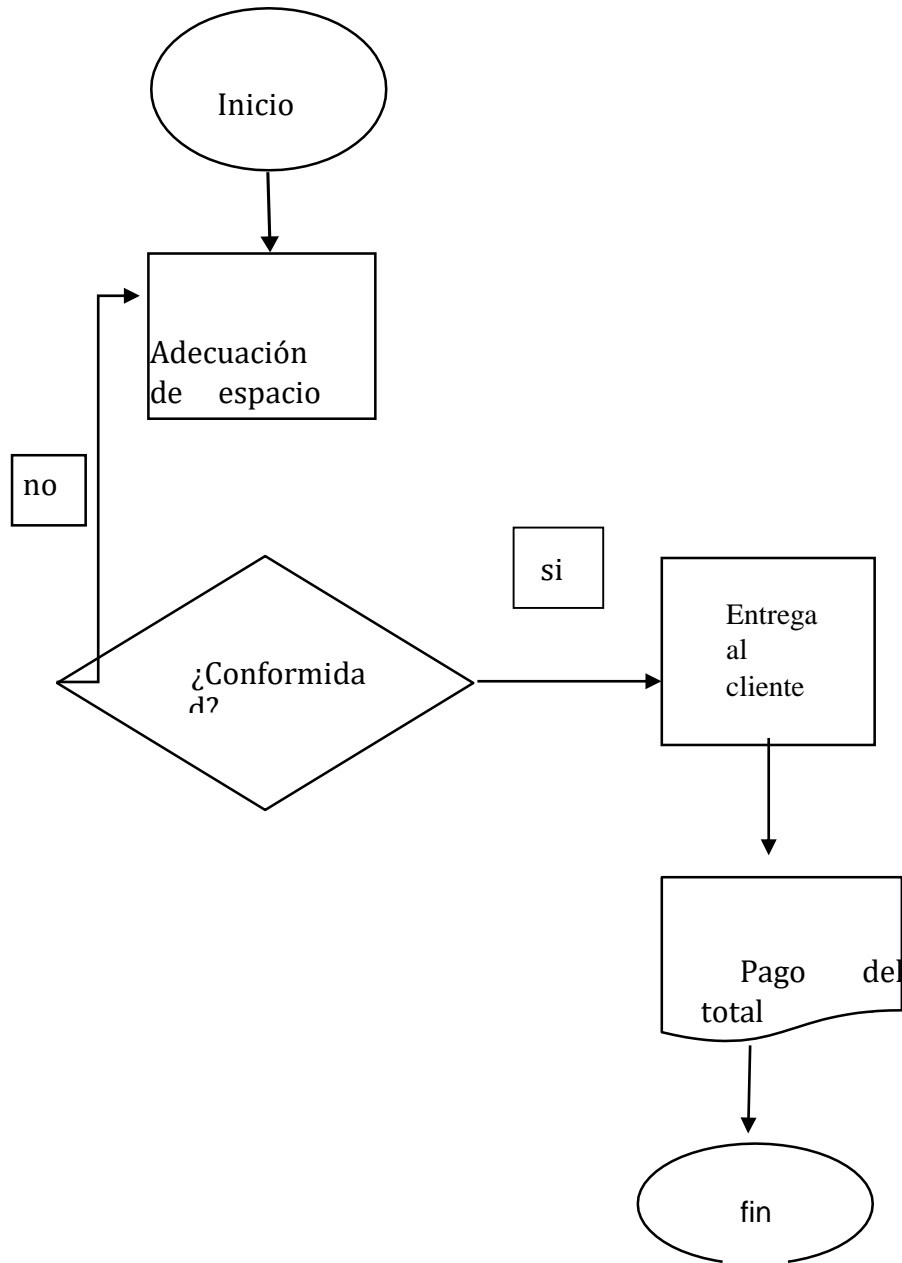 Inicio
Adecuación
de espacio
no
si
¿Conformida
d?
Entrega
al
cliente
Pago del
total
fin